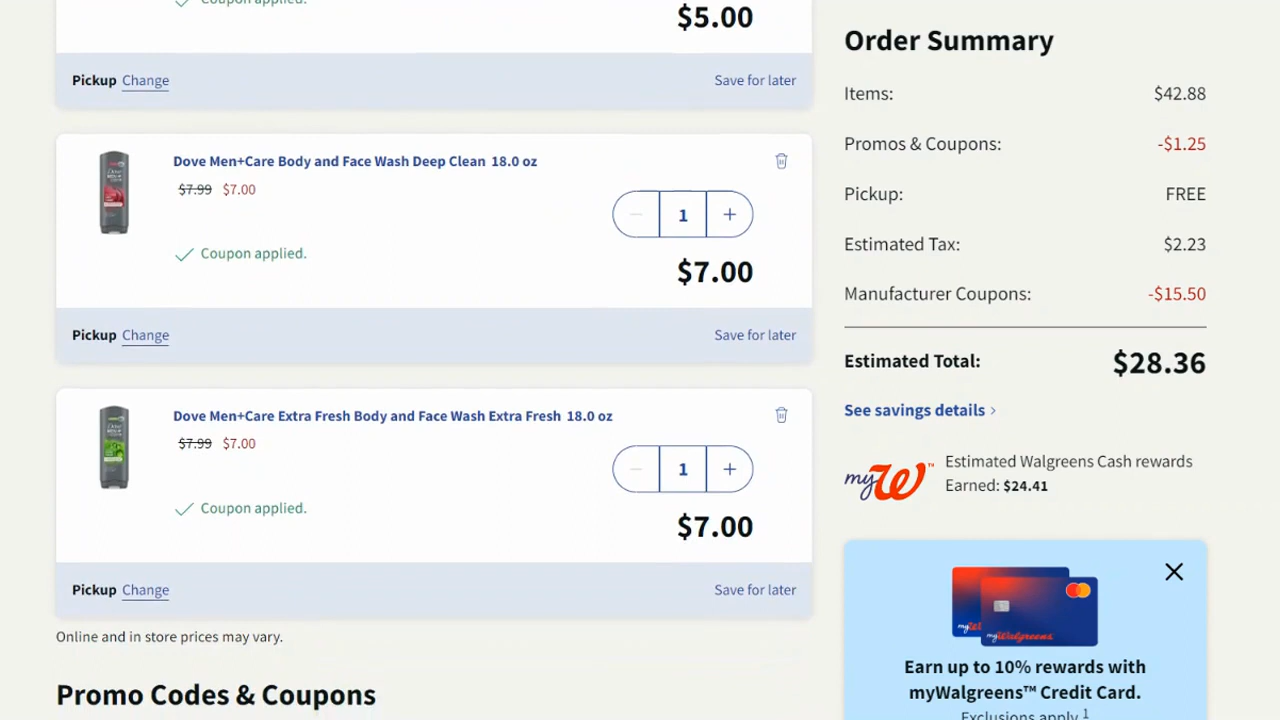 Coupon applied.
$5.00
Pickup Change
Save for later
Dove Men+Care Body and Face Wash Deep Clean 18.0 oz
$7.99 $7.00
1
Coupon applied.
$7.00
Pickup Change
Save for later
Dove Men+Care Extra Fresh Body and Face Wash Extra Fresh 18.0 oz
$7.99 $7.00
1
Coupon applied.
$7.00
Pickup Change
Save for later
Online and in store prices may vary.
Promo Codes & Coupons
Order Summary
Items: $42.88
Promos & Coupons: -$1.25
Pickup: FREE
Estimated Tax: $2.23
Manufacturer Coupons: -$15.50
Estimated Total: $28.36
See savings details
myW™
Estimated Walgreens Cash rewards
Earned: $24.41
myWalgreens
Earn up to 10% rewards with
myWalgreens™ Credit Card.
Exclusions apply.1